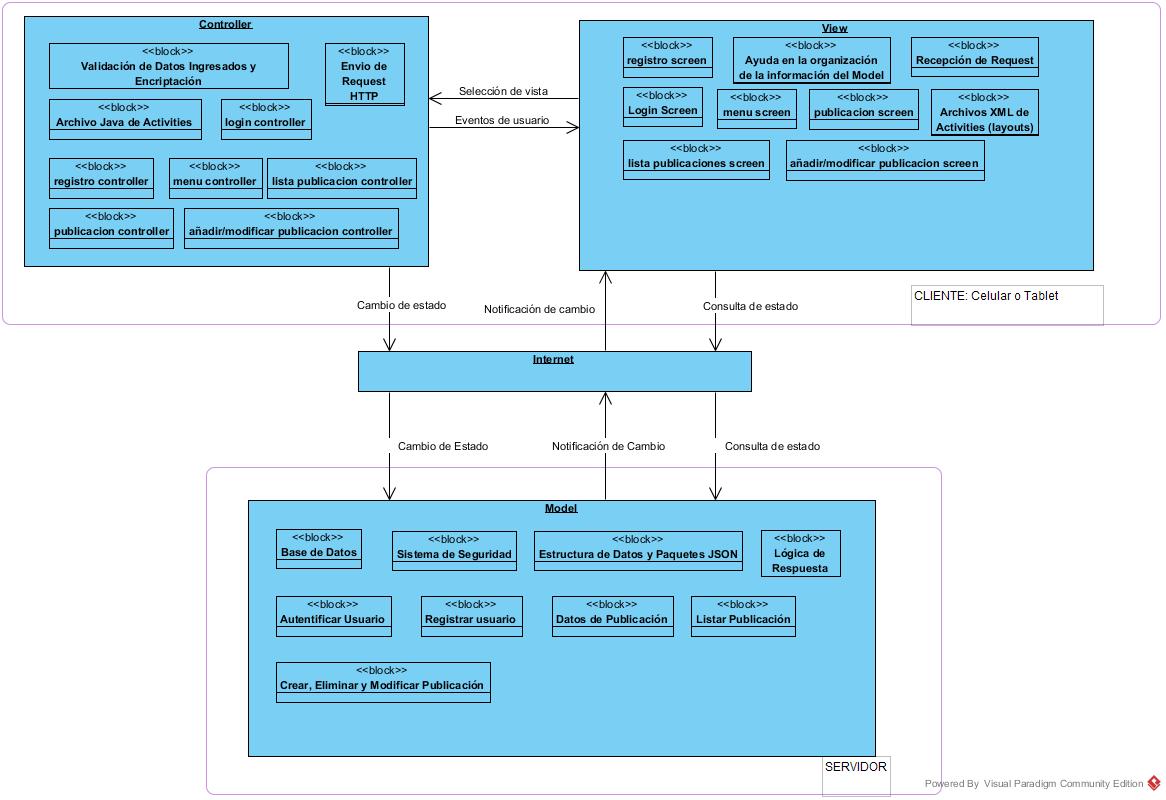 Controller
<<block>>
Validación de Datos Ingresados y
Encriptación
<<block>>
Envio de
Request
HTTP
<<block>>
Archivo Java de Activities
<<block>>
login controller
<<block>>
registro controller
<<block>>
menu controller
<<block>>
lista publicacion controller
<<block>>
publicacion controller
<<block>>
añadir/modificar publicacion controller
Selección de vista
Eventos de usuario
View
<<block>>
registro screen
<<block>>
Ayuda en la organización
de la información del Model
<<block>>
Recepción de Request
<<block>>
Login Screen
<<block>>
menu screen
<<block>>
publicacion screen
<<block>>
Archivos XML de
Activities (layouts)
<<block>>
lista publicaciones screen
<<block>>
añadir/modificar publicacion screen
CLIENTE: Celular o Tablet
Cambio de estado
Notificación de cambio
Consulta de estado
Internet
Cambio de Estado
Notificación de Cambio
Consulta de estado
Model
<<block>>
Base de Datos
<<block>>
Sistema de Seguridad
<<block>>
Estructura de Datos y Paquetes JSON
<<block>>
Lógica de
Respuesta
<<block>>
Autentificar Usuario
<<block>>
Registrar usuario
<<block>>
Datos de Publicación
<<block>>
Listar Publicación
<<block>>
Crear, Eliminar y Modificar Publicación
SERVIDOR
Powered By Visual Paradigm Community Edition